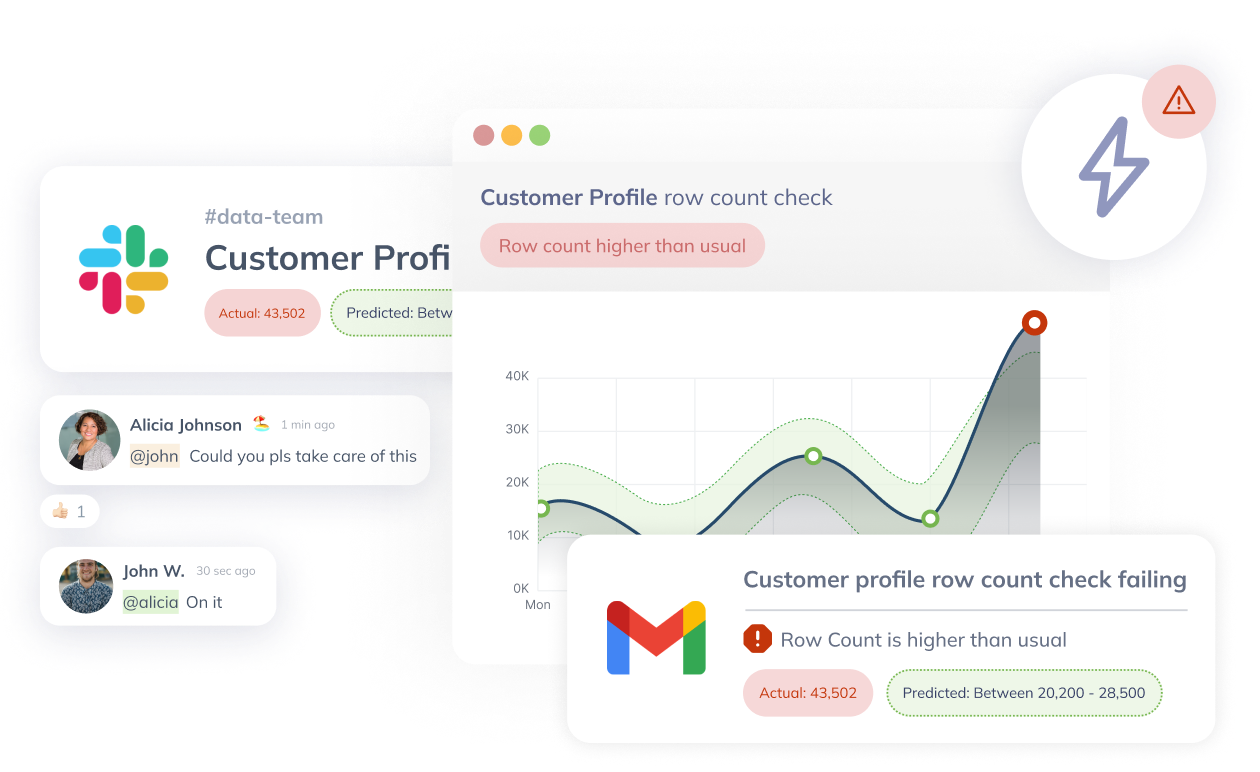 #data-team
Customer Profi
Actual: 43,502
Predicted: Betw
Alicia Johnson 1 min ago
@john Could you pls take care of this
1
John W. 30 sec ago
@alicia On it
Customer Profile row count check
Row count higher than usual
40K
30K
20K
10K
0K
Mon
Customer profile row count check failing
Row Count is higher than usual
Actual: 43,502
Predicted: Between 20,200 - 28,500